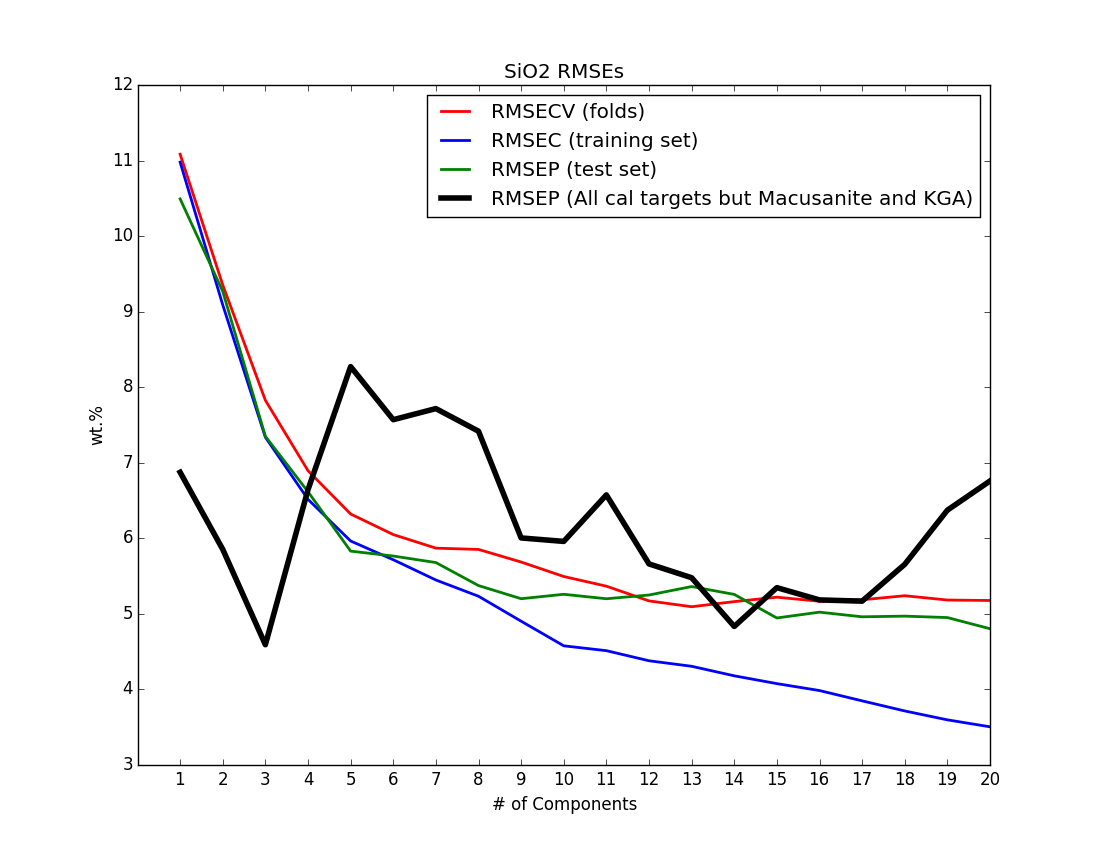 SiO2 RMSEs
12
11
10
9
8
7
6
5
4
3
wt.%
RMSECV (folds)
RMSEC (training set)
RMSEP (test set)
RMSEP (All cal targets but Macusanite and KGA)
1 2 3 4 5 6 7 8 9 10 11 12 13 14 15 16 17 18 19 20
# of Components